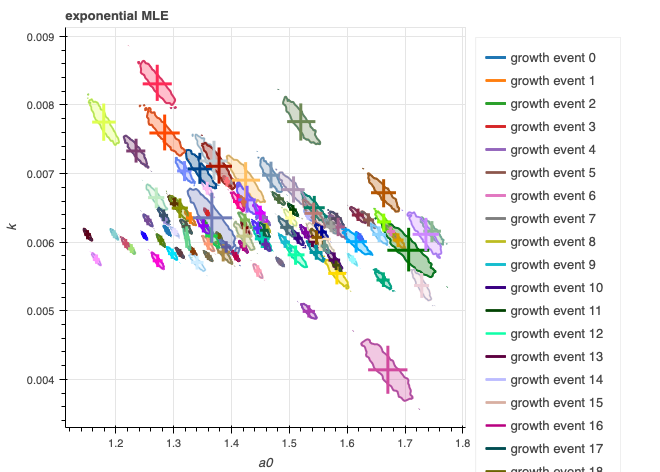 exponential MLE
0.009
0.008
0.007
0.006
0.005
0.004
k
1.2
1.3
1.4
1.5
1.6
1.7
1.8
a0
growth event 0
growth event 1
growth event 2
growth event 3
growth event 4
growth event 5
growth event 6
growth event 7
growth event 8
growth event 9
growth event 10
growth event 11
growth event 12
growth event 13
growth event 14
growth event 15
growth event 16
growth event 17
growth event 18